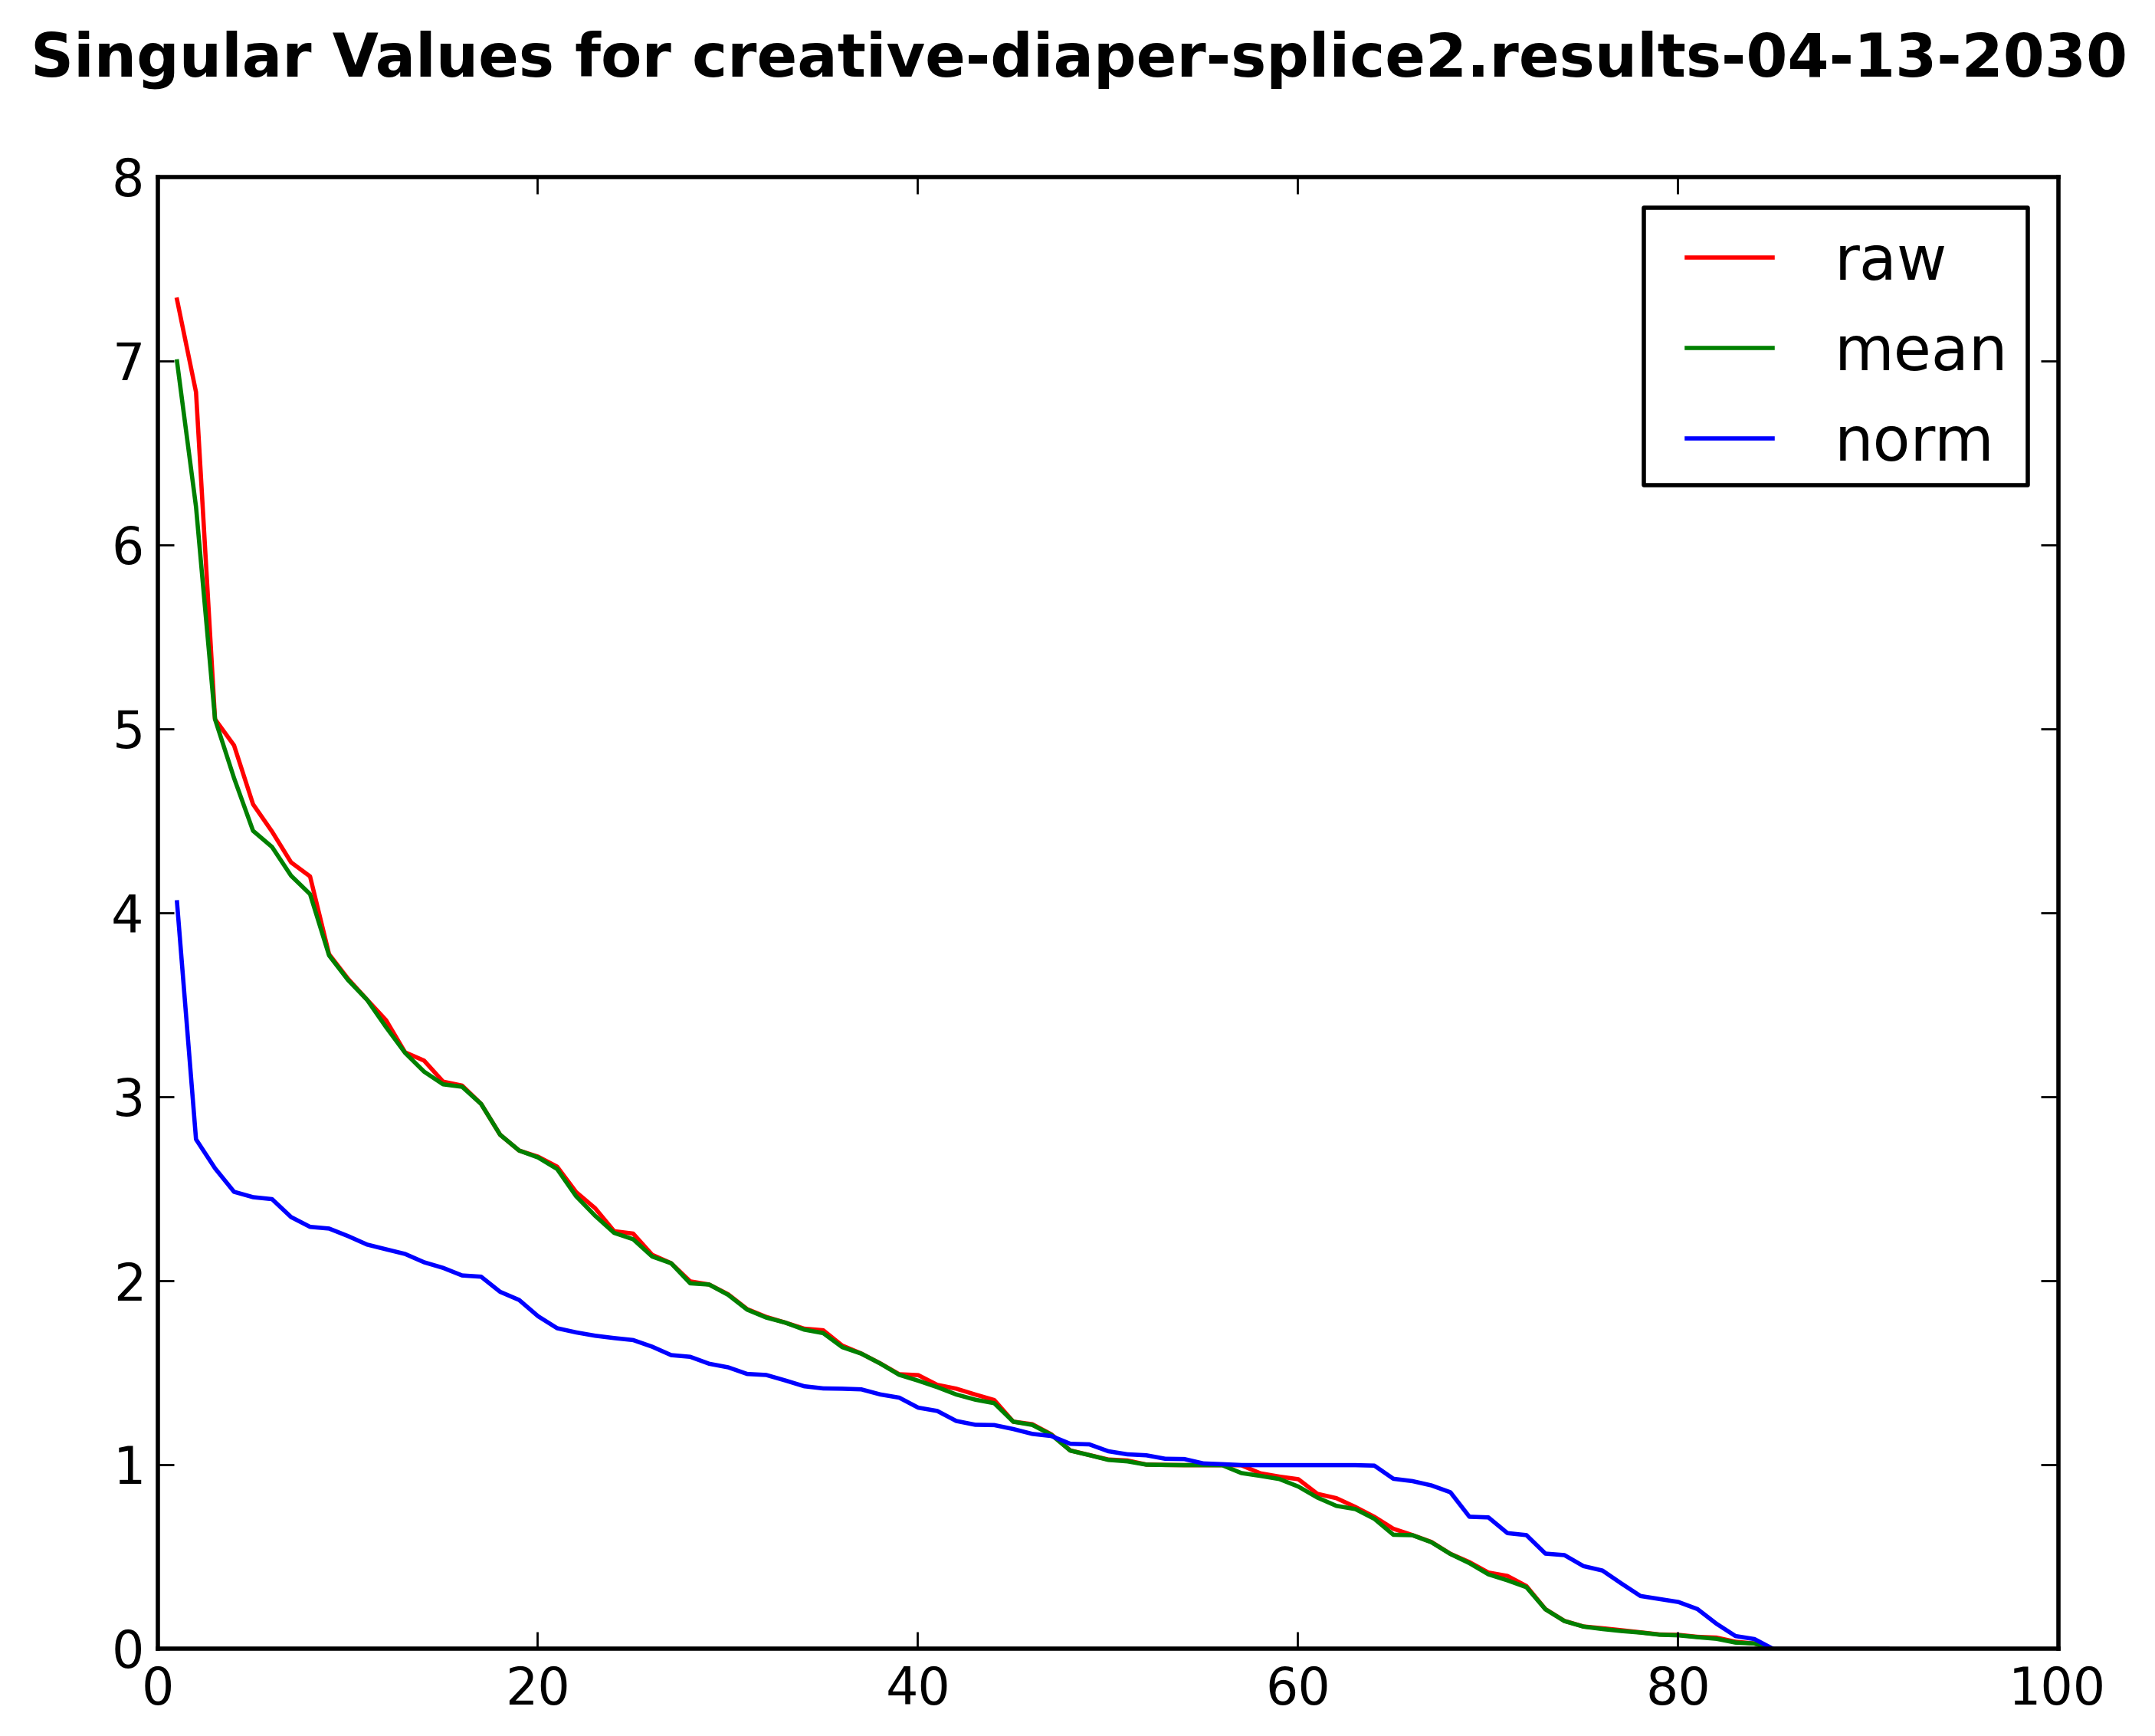 Singular Values for creative-diaper-splice2.results-04-13-2030
8
7
6
5
4
3
2
1
0
raw
mean
norm
0 20 40 60 80 100